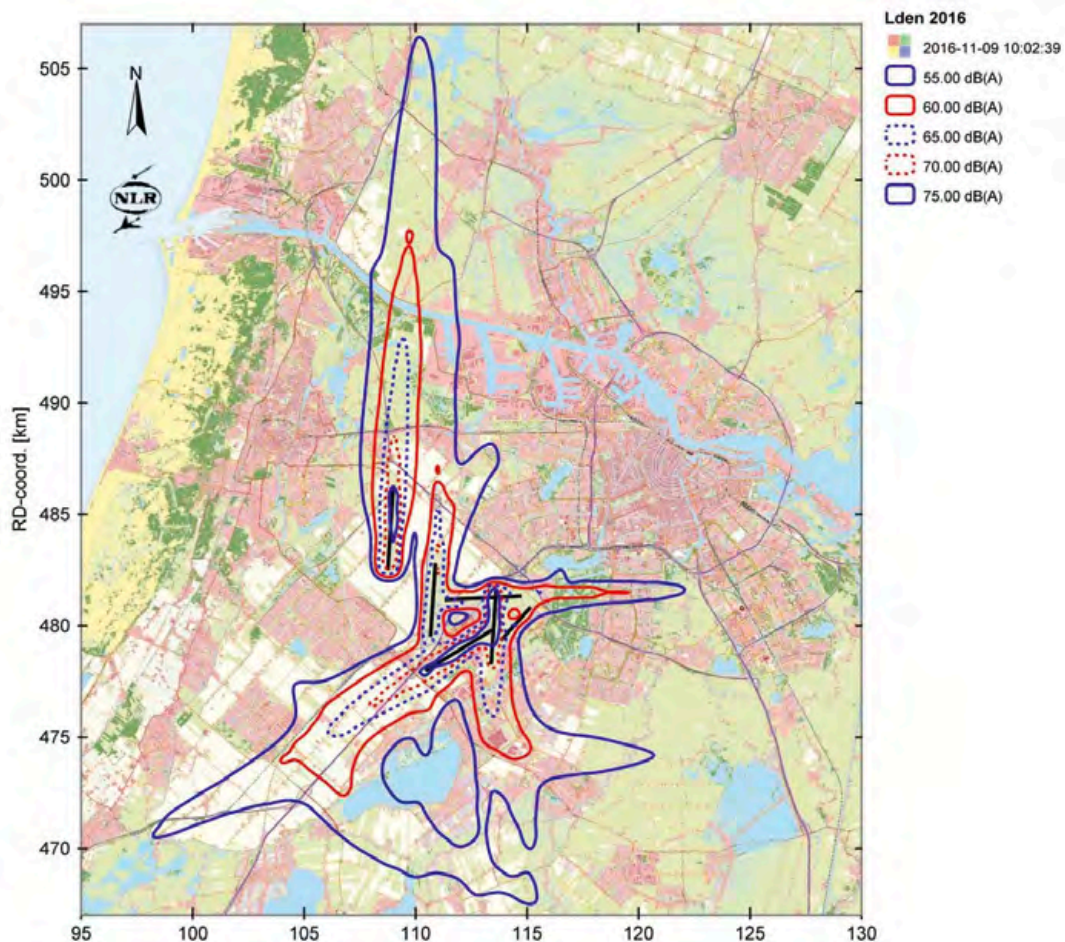 Lden 2016
2016-11-09 10:02:39
55.00 dB(A)
60.00 dB(A)
65.00 dB(A)
70.00 dB(A)
75.00 dB(A)
N
NLR
RD-coord. [km]
505
500
495
490
485
480
475
470
95 100 105 110 115 120 125 130